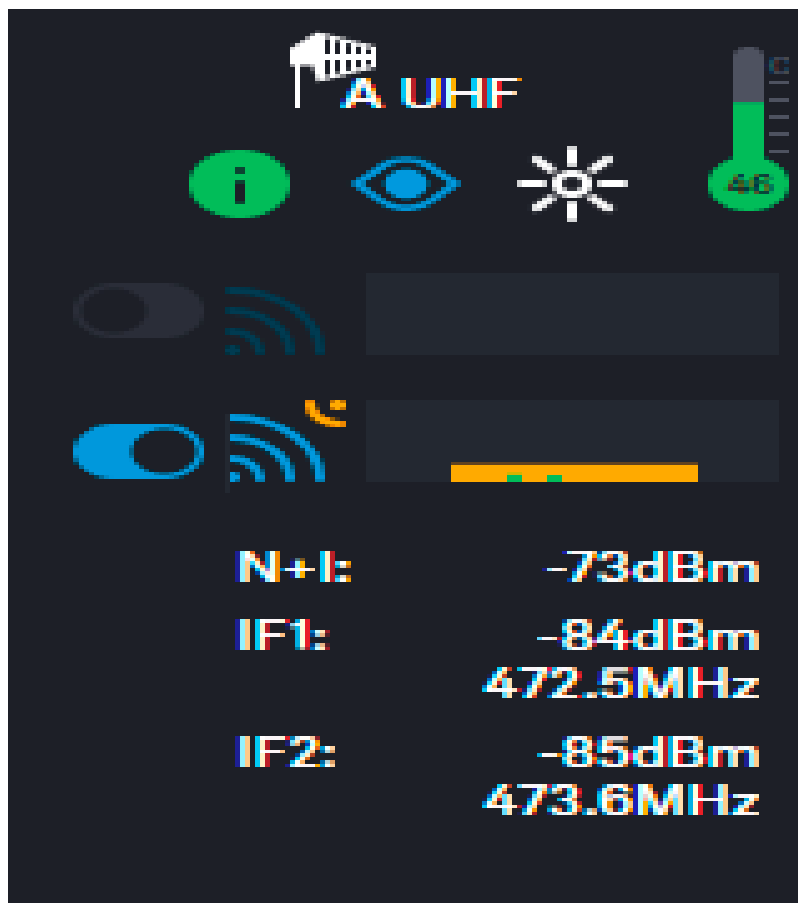 A UHF
C
i
46
N+I: -73dBm
IF1: -84dBm
472.5MHz
IF2: -85dBm
473.6MHz